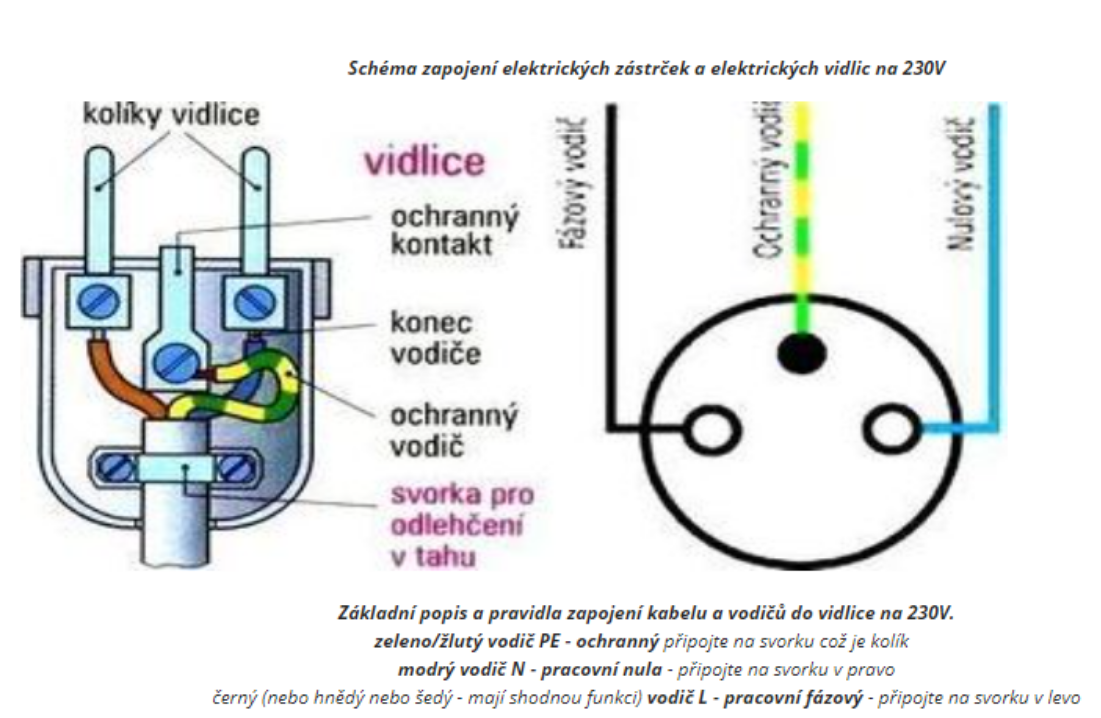 Schéma zapojení elektrických zástrček a elektrických vidlic na 230V
kolíky vidlice
vidlice
ochranný
kontakt
konec
vodiče
ochranný
vodič
svorka pro
odlehčení
v tahu
Fázový vodič
Ochranný vodič
Nulový vodič
Základní popis a pravidla zapojení kabelu a vodičů do vidlice na 230V.
zeleno/žlutý vodič PE - ochranný připojte na svorku což je kolík
modrý vodič N - pracovní nula - připojte na svorku v pravo
černý (nebo hnědý nebo šedý - mají shodnou funkci) vodič L - pracovní fázový - připojte na svorku v levo